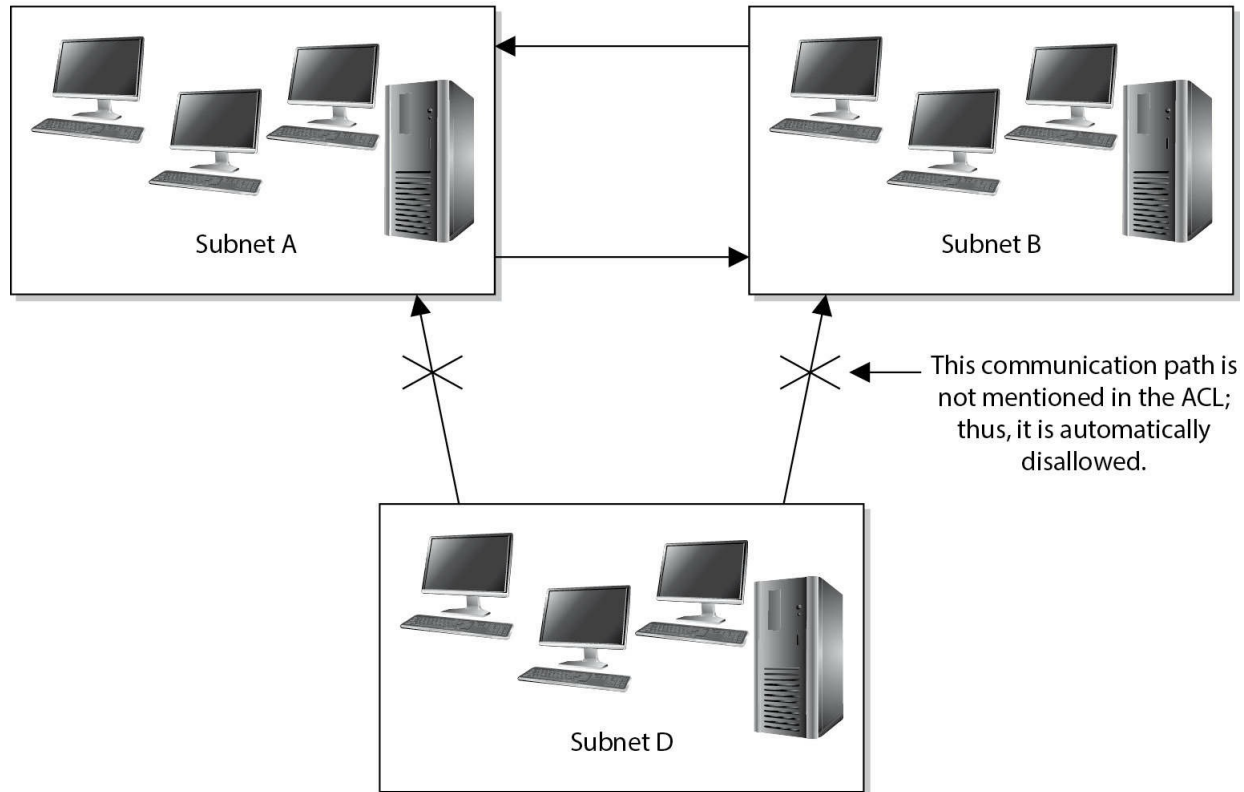 Subnet A
Subnet B
This communication path is
not mentioned in the ACL;
thus, it is automatically
disallowed.
Subnet D